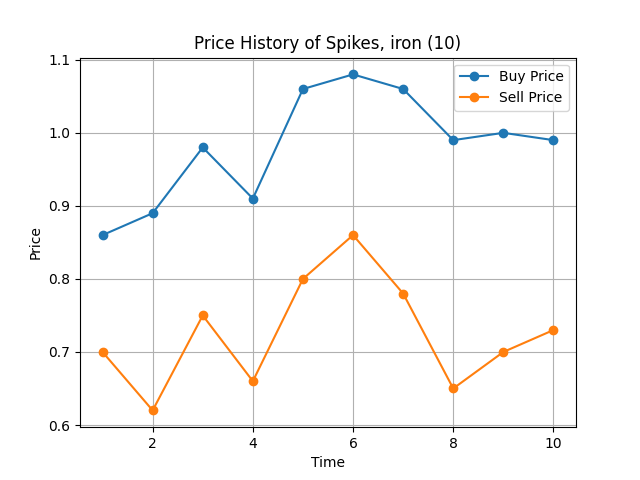 Price History of Spikes, iron (10)
Buy Price
Sell Price
Price
1.1
1.0
0.9
0.8
0.7
0.6
2 4 6 8 10
Time